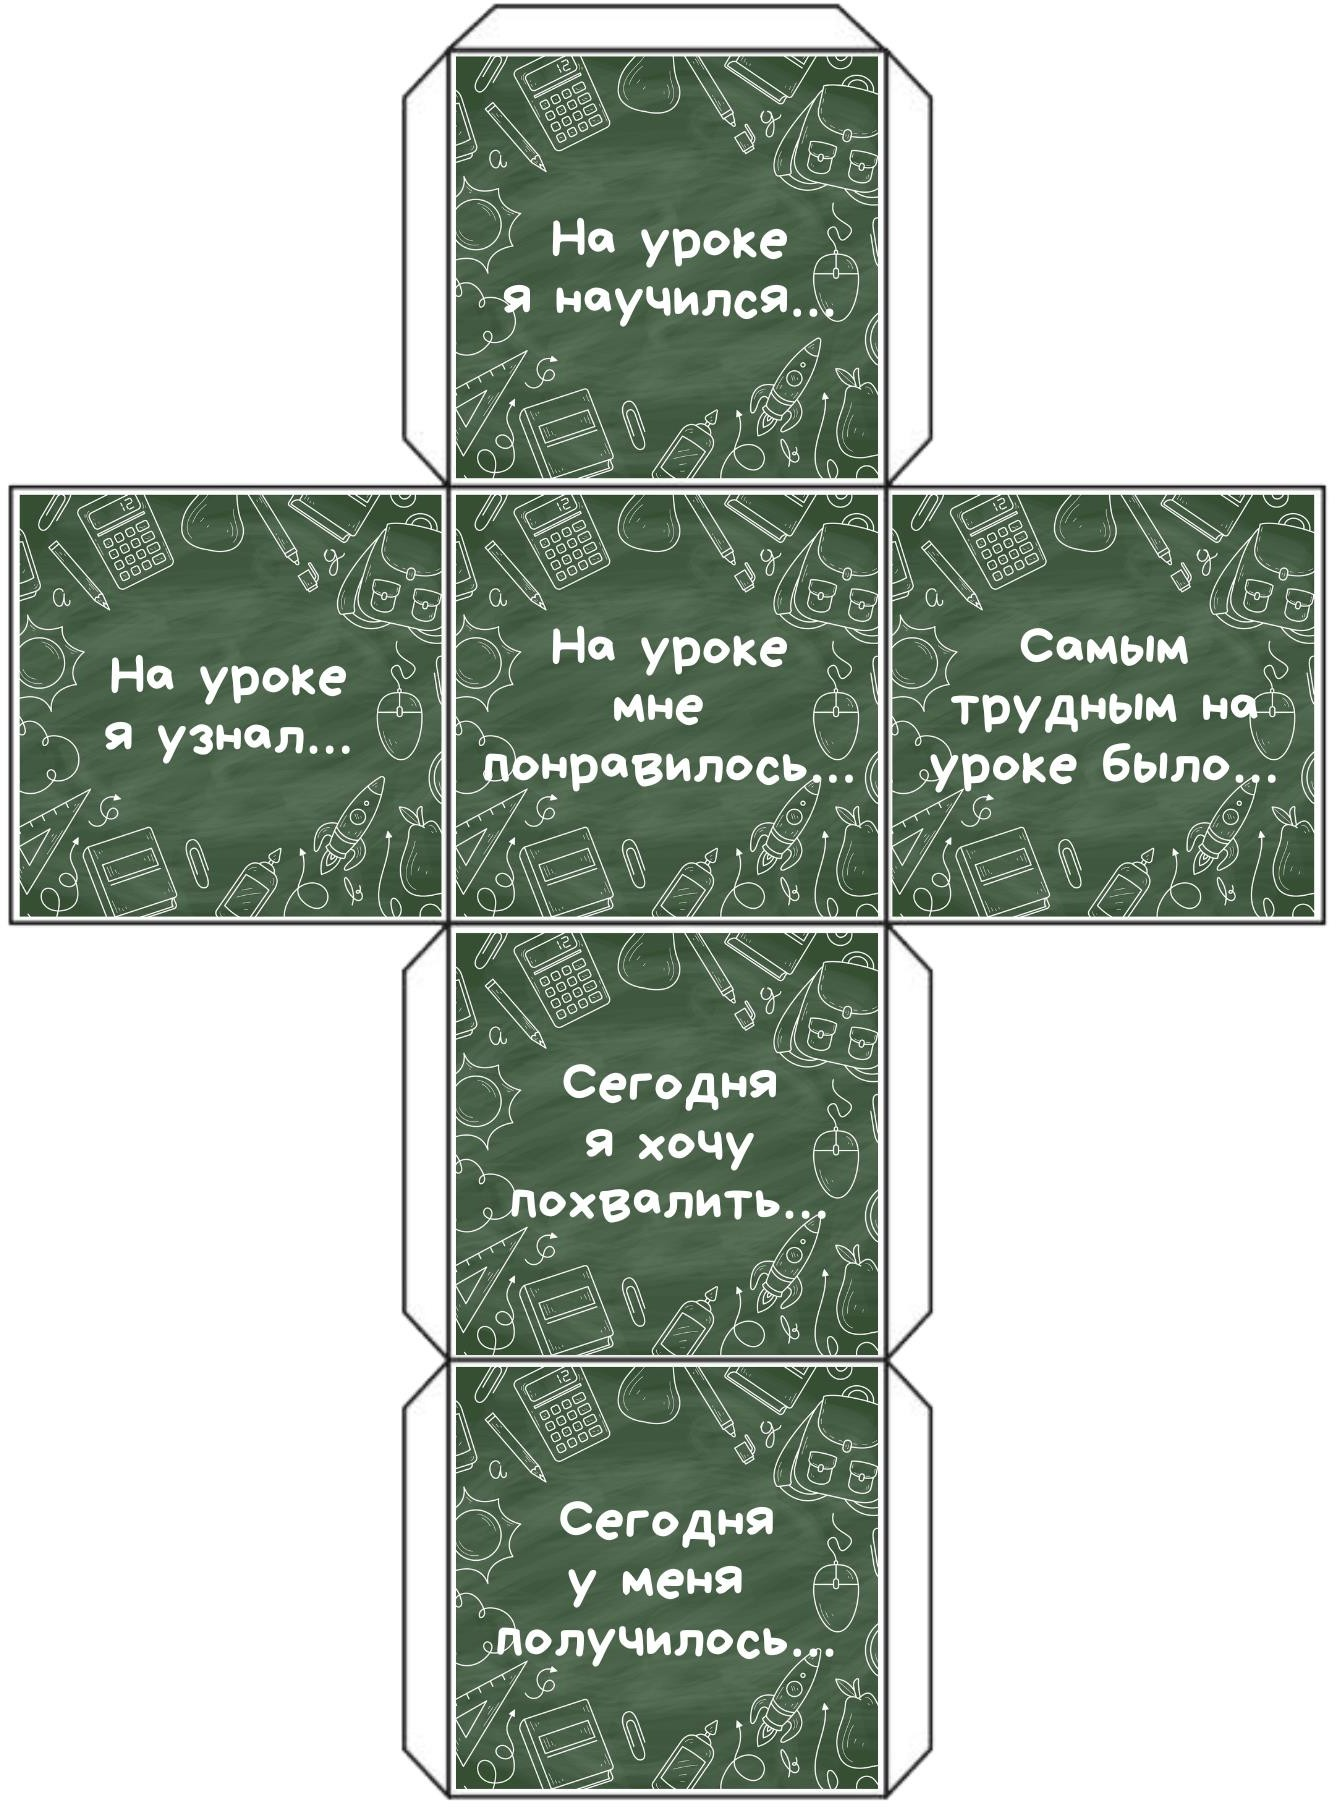 На уроке
я научился...
На уроке
я узнал...
На уроке
мне
понравилось...
Самым
трудным на
уроке было...
Сегодня
я хочу
похвалить...
Сегодня
у меня
получилось...